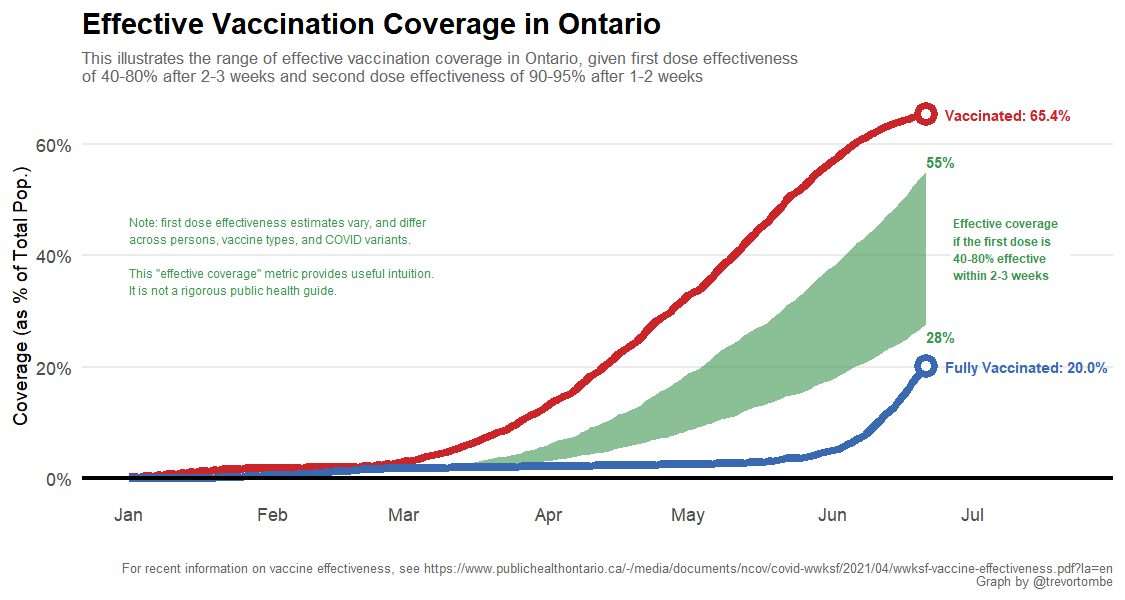 Effective Vaccination Coverage in Ontario
This illustrates the range of effective vaccination coverage in Ontario, given first dose effectiveness
of 40-80% after 2-3 weeks and second dose effectiveness of 90-95% after 1-2 weeks
Coverage (as % of Total Pop.)
60%
40%
20%
0%
Note: first dose effectiveness estimates vary, and differ
across persons, vaccine types, and COVID variants.
This "effective coverage" metric provides useful intuition.
It is not a rigorous public health guide.
Vaccinated: 65.4%
55%
Effective coverage
if the first dose is
40-80% effective
within 2-3 weeks
28%
Fully Vaccinated: 20.0%
Jan Feb Mar Apr May Jun Jul
For recent information on vaccine effectiveness, see https://www.publichealthontario.ca/-/media/documents/ncov/covid-wwksf/2021/04/wwksf-vaccine-effectiveness.pdf?la=en
Graph by @trevortombe